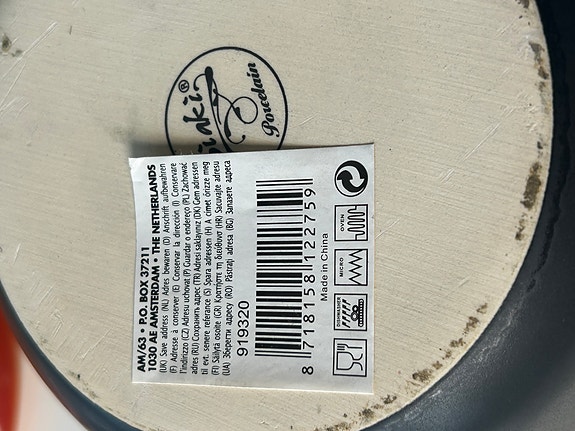 Porcelain
AM/63 • P.O. BOX 37211
1030 AE AMSTERDAM • THE NETHERLANDS
(UK) Save address (NL) Adres bewaren (D) Anschrift aufbewahren
(F) Adresse à conserver (E) Conservar la dirección (I) Conservare
l'indirizzo (CZ) Adresu uchovat (P) Guardar o endereço (PL) Zachować
adres (RU) Сохранить адрес (TR) Adresi saklayınız (DK) Gem adressen
til evt. senere referance (S) Spara adressen (H) A címet őrizze meg
(FI) Säilytä osoite (GR) Κρατήστε τη διεύθυνση (HR) Sacuvajte adresu
(UA) Зберегти адресу (RO) Păstrați adresa (BG) Запазете адреса
919320
8 718158 122759
Made in China
DISHWASHER
MICRO
OVEN